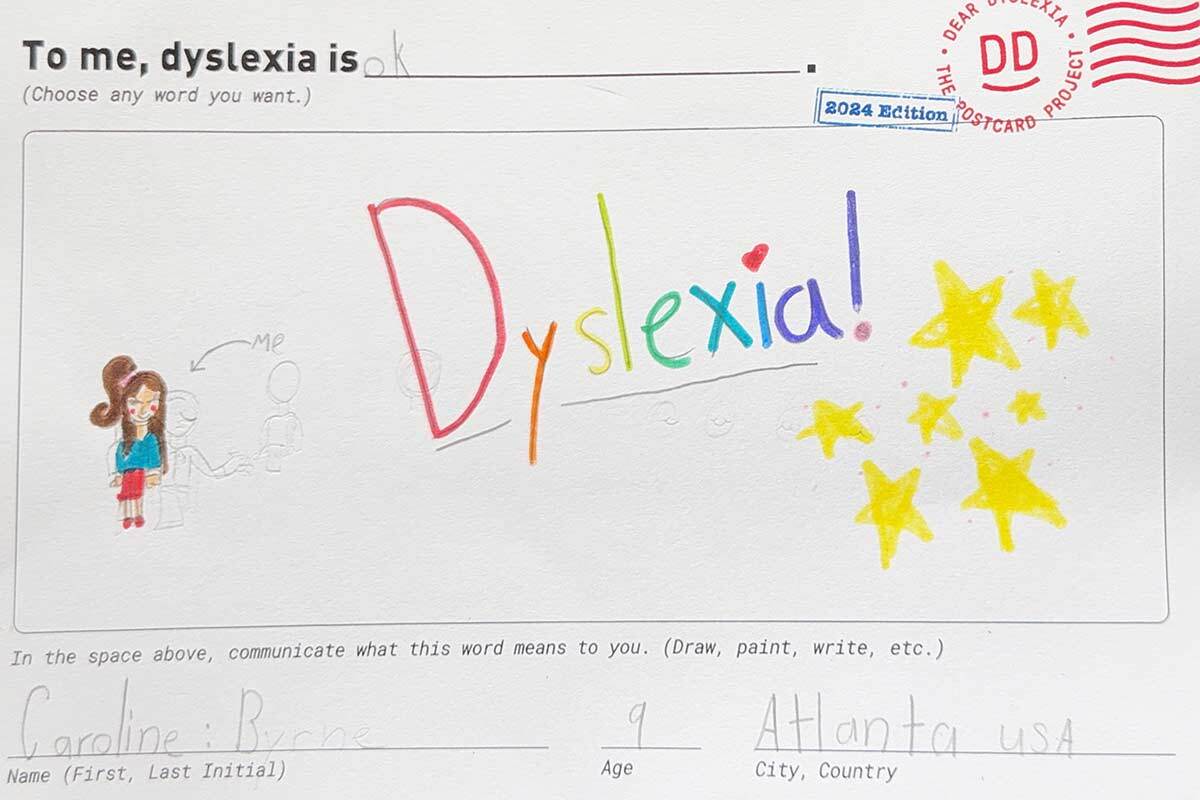 To me, dyslexia is ok.
(Choose any word you want.)
DEAR DYSLEXIA • THE POSTCARD PROJECT •
DD
2024 Edition
Dyslexia!
me
In the space above, communicate what this word means to you. (Draw, paint, write, etc.)
Caroline : Byrne
9
Atlanta USA
Name (First, Last Initial)
Age
City, Country